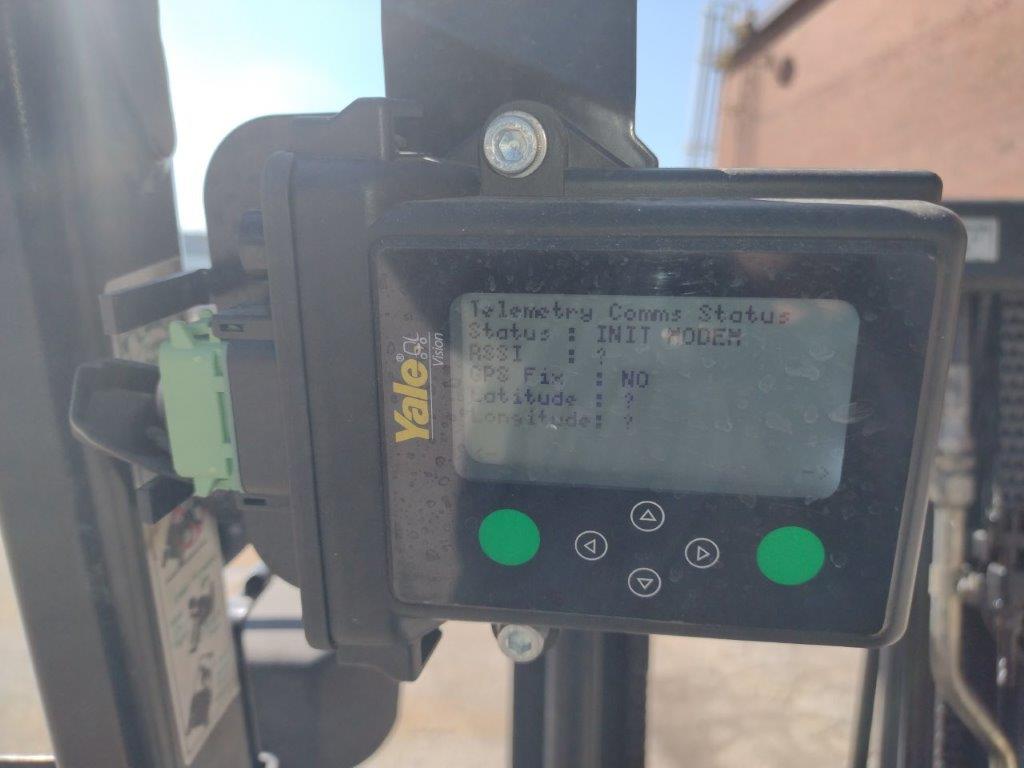 Telemetry Comms Status
Status : INIT MODEM
RSSI : ?
GPS Fix : NO
Latitude : ?
Longitude: ?
<-
->
Yale®
Vision